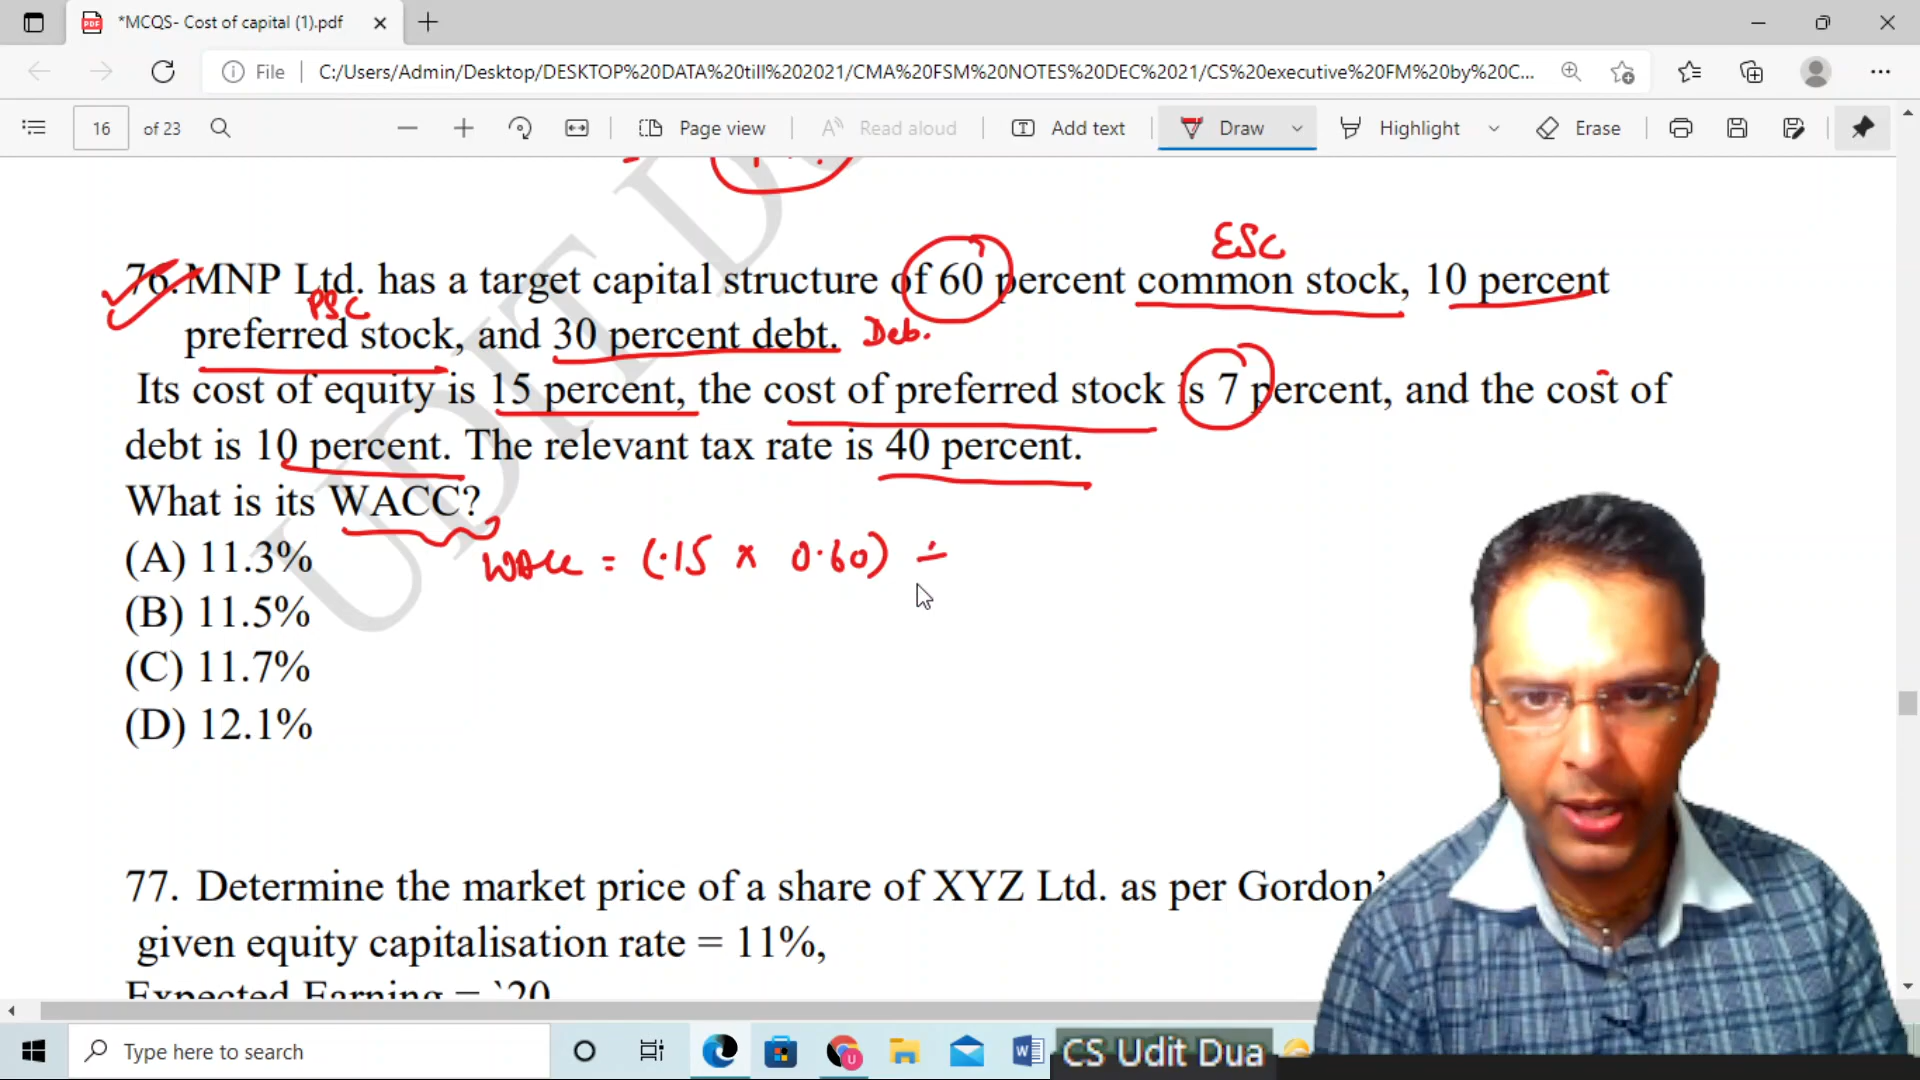 *MCQS- Cost of capital (1).pdf
File
C:/Users/Admin/Desktop/DESKTOP%20DATA%20till%202021/CMA%20FSM%20NOTES%20DEC%2021/CS%20executive%20FM%20by%20C...
16 of 23
Page view
Read aloud
Add text
Draw
Highlight
Erase
UDIT DU
ESC
76. MNP Ltd. has a target capital structure of 60 percent common stock, 10 percent
PSC
preferred stock, and 30 percent debt. Deb.
Its cost of equity is 15 percent, the cost of preferred stock is 7 percent, and the cost of
debt is 10 percent. The relevant tax rate is 40 percent.
What is its WACC?
(A) 11.3%
WACC = (.15 × 0.60) ÷
(B) 11.5%
(C) 11.7%
(D) 12.1%
77. Determine the market price of a share of XYZ Ltd. as per Gordon'
given equity capitalisation rate = 11%,
Expected Earning = `20
Type here to search
CS Udit Dua